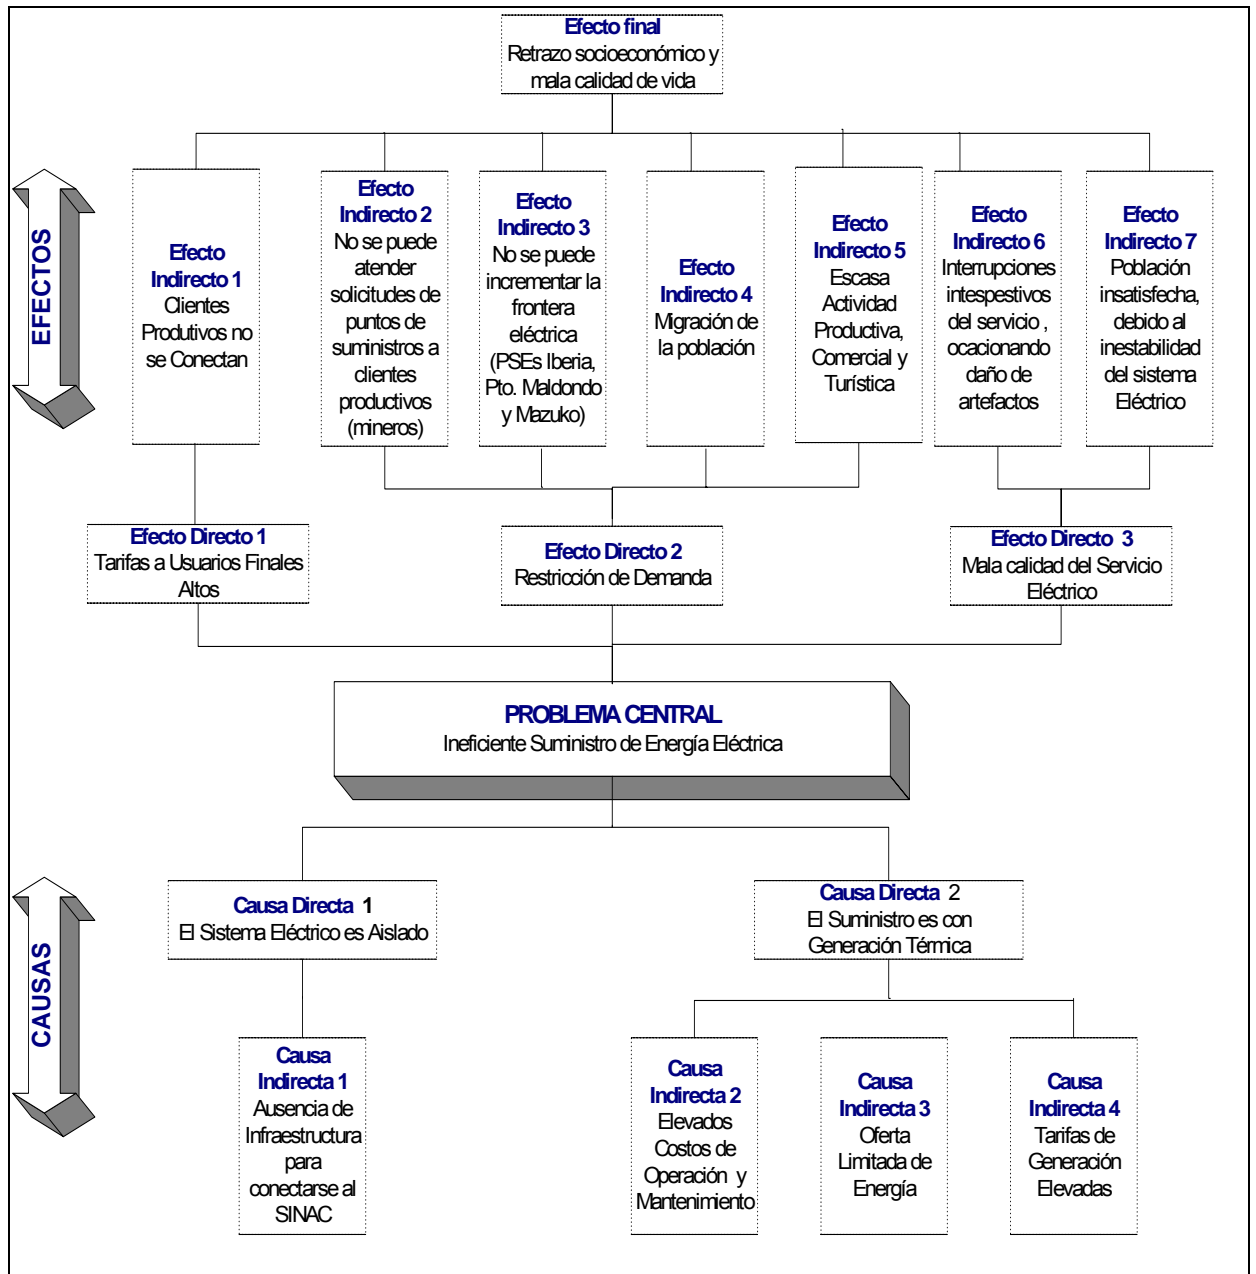 Efecto final
Retrazo socioeconómico y
mala calidad de vida
EFECTOS
Efecto
Indirecto 1
Clientes
Produtivos no
se Conectan
Efecto
Indirecto 2
No se puede
atender
solicitudes de
puntos de
suministros a
clientes
productivos
(mineros)
Efecto
Indirecto 3
No se puede
incrementar la
frontera
eléctrica
(PSEs Iberia,
Pto. Maldondo
y Mazuko)
Efecto
Indirecto 4
Migración de
la población
Efecto
Indirecto 5
Escasa
Actividad
Productiva,
Comercial y
Turística
Efecto
Indirecto 6
Interrupciones
intespestivos
del servicio ,
ocacionando
daño de
artefactos
Efecto
Indirecto 7
Población
insatisfecha,
debido al
inestabilidad
del sistema
Eléctrico
Efecto Directo 1
Tarifas a Usuarios Finales
Altos
Efecto Directo 2
Restricción de Demanda
Efecto Directo 3
Mala calidad del Servicio
Eléctrico
PROBLEMA CENTRAL
Ineficiente Suministro de Energía Eléctrica
CAUSAS
Causa Directa 1
El Sistema Eléctrico es Aislado
Causa Directa 2
El Suministro es con
Generación Térmica
Causa
Indirecta 1
Ausencia de
Infraestructura
para
conectarse al
SINAC
Causa
Indirecta 2
Elevados
Costos de
Operación y
Mantenimiento
Causa
Indirecta 3
Oferta
Limitada de
Energía
Causa
Indirecta 4
Tarifas de
Generación
Elevadas